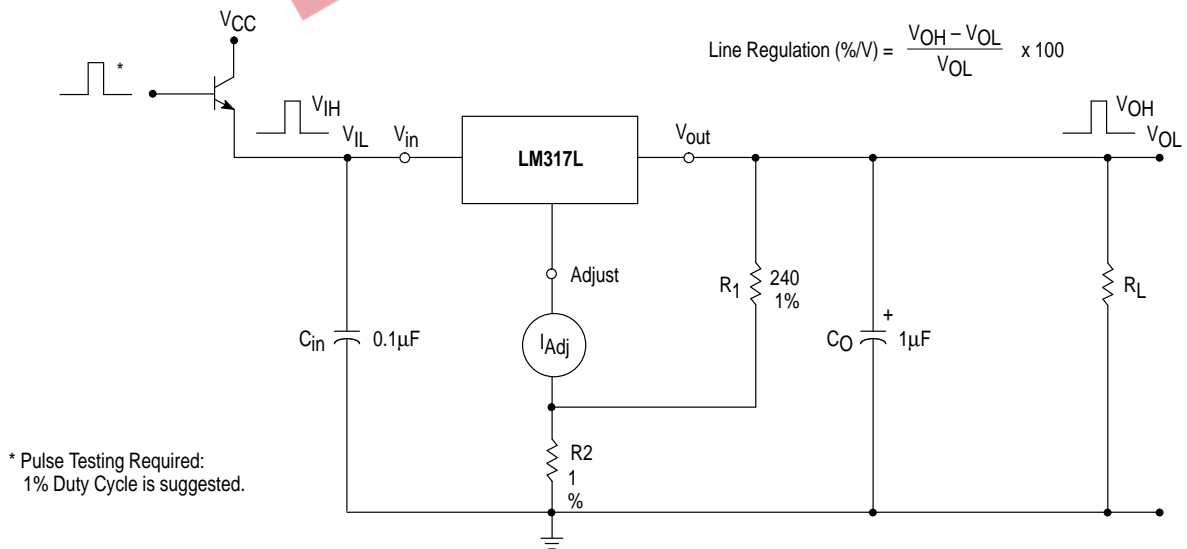 VCC
*
VIH
VIL
Vin
LM317L
Vout
Line Regulation (%/V) = VOH – VOL / VOL x 100
VOH
VOL
Adjust
R1
240
1%
RL
Cin
0.1μF
IAdj
CO
+
1μF
R2
1
%
* Pulse Testing Required:
1% Duty Cycle is suggested.